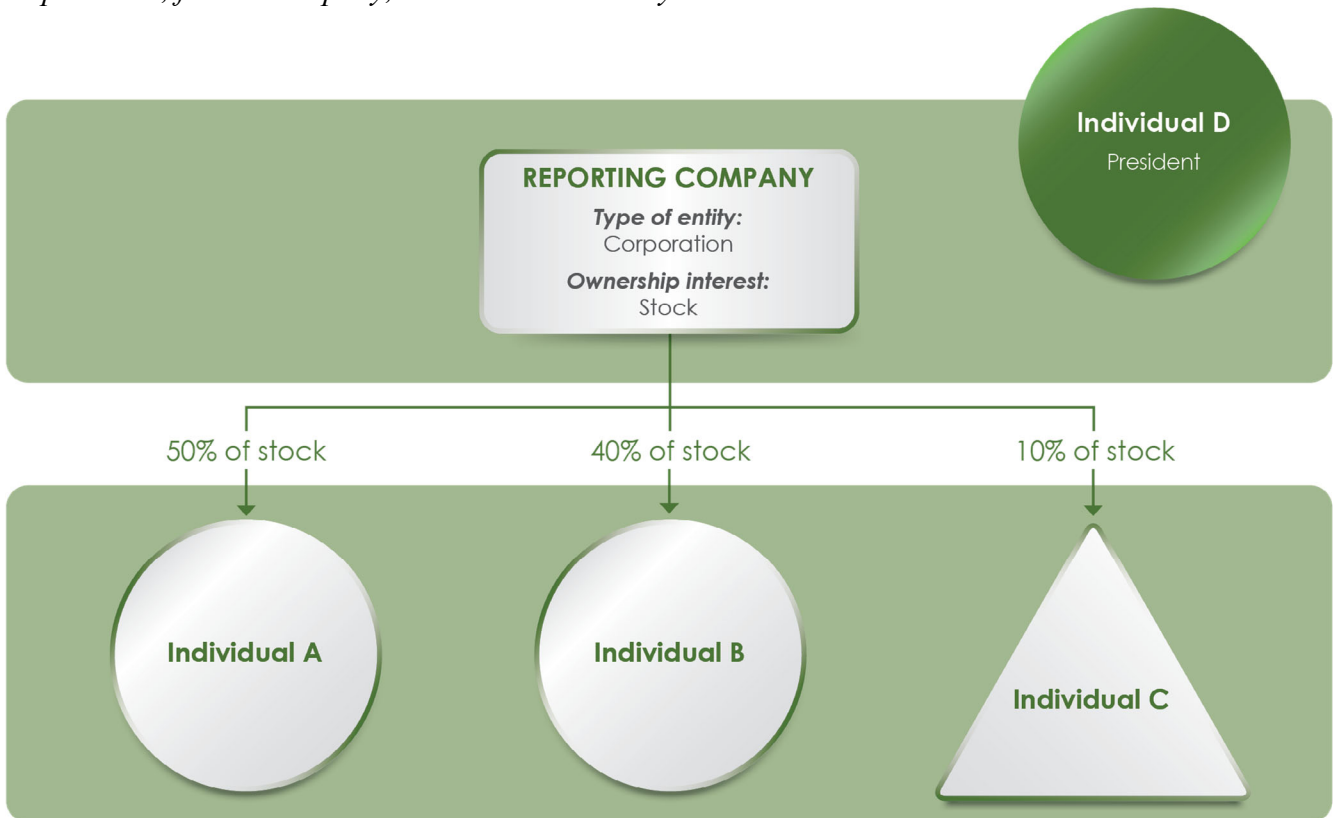 Individual D
President
REPORTING COMPANY
Type of entity:
Corporation
Ownership interest:
Stock
50% of stock
40% of stock
10% of stock
Individual A
Individual B
Individual C